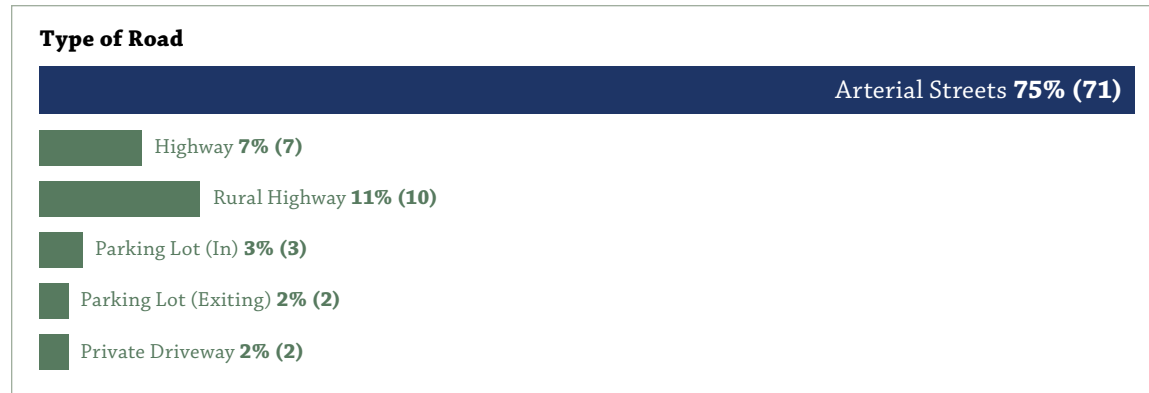 Type of Road
Arterial Streets 75% (71)
Highway 7% (7)
Rural Highway 11% (10)
Parking Lot (In) 3% (3)
Parking Lot (Exiting) 2% (2)
Private Driveway 2% (2)